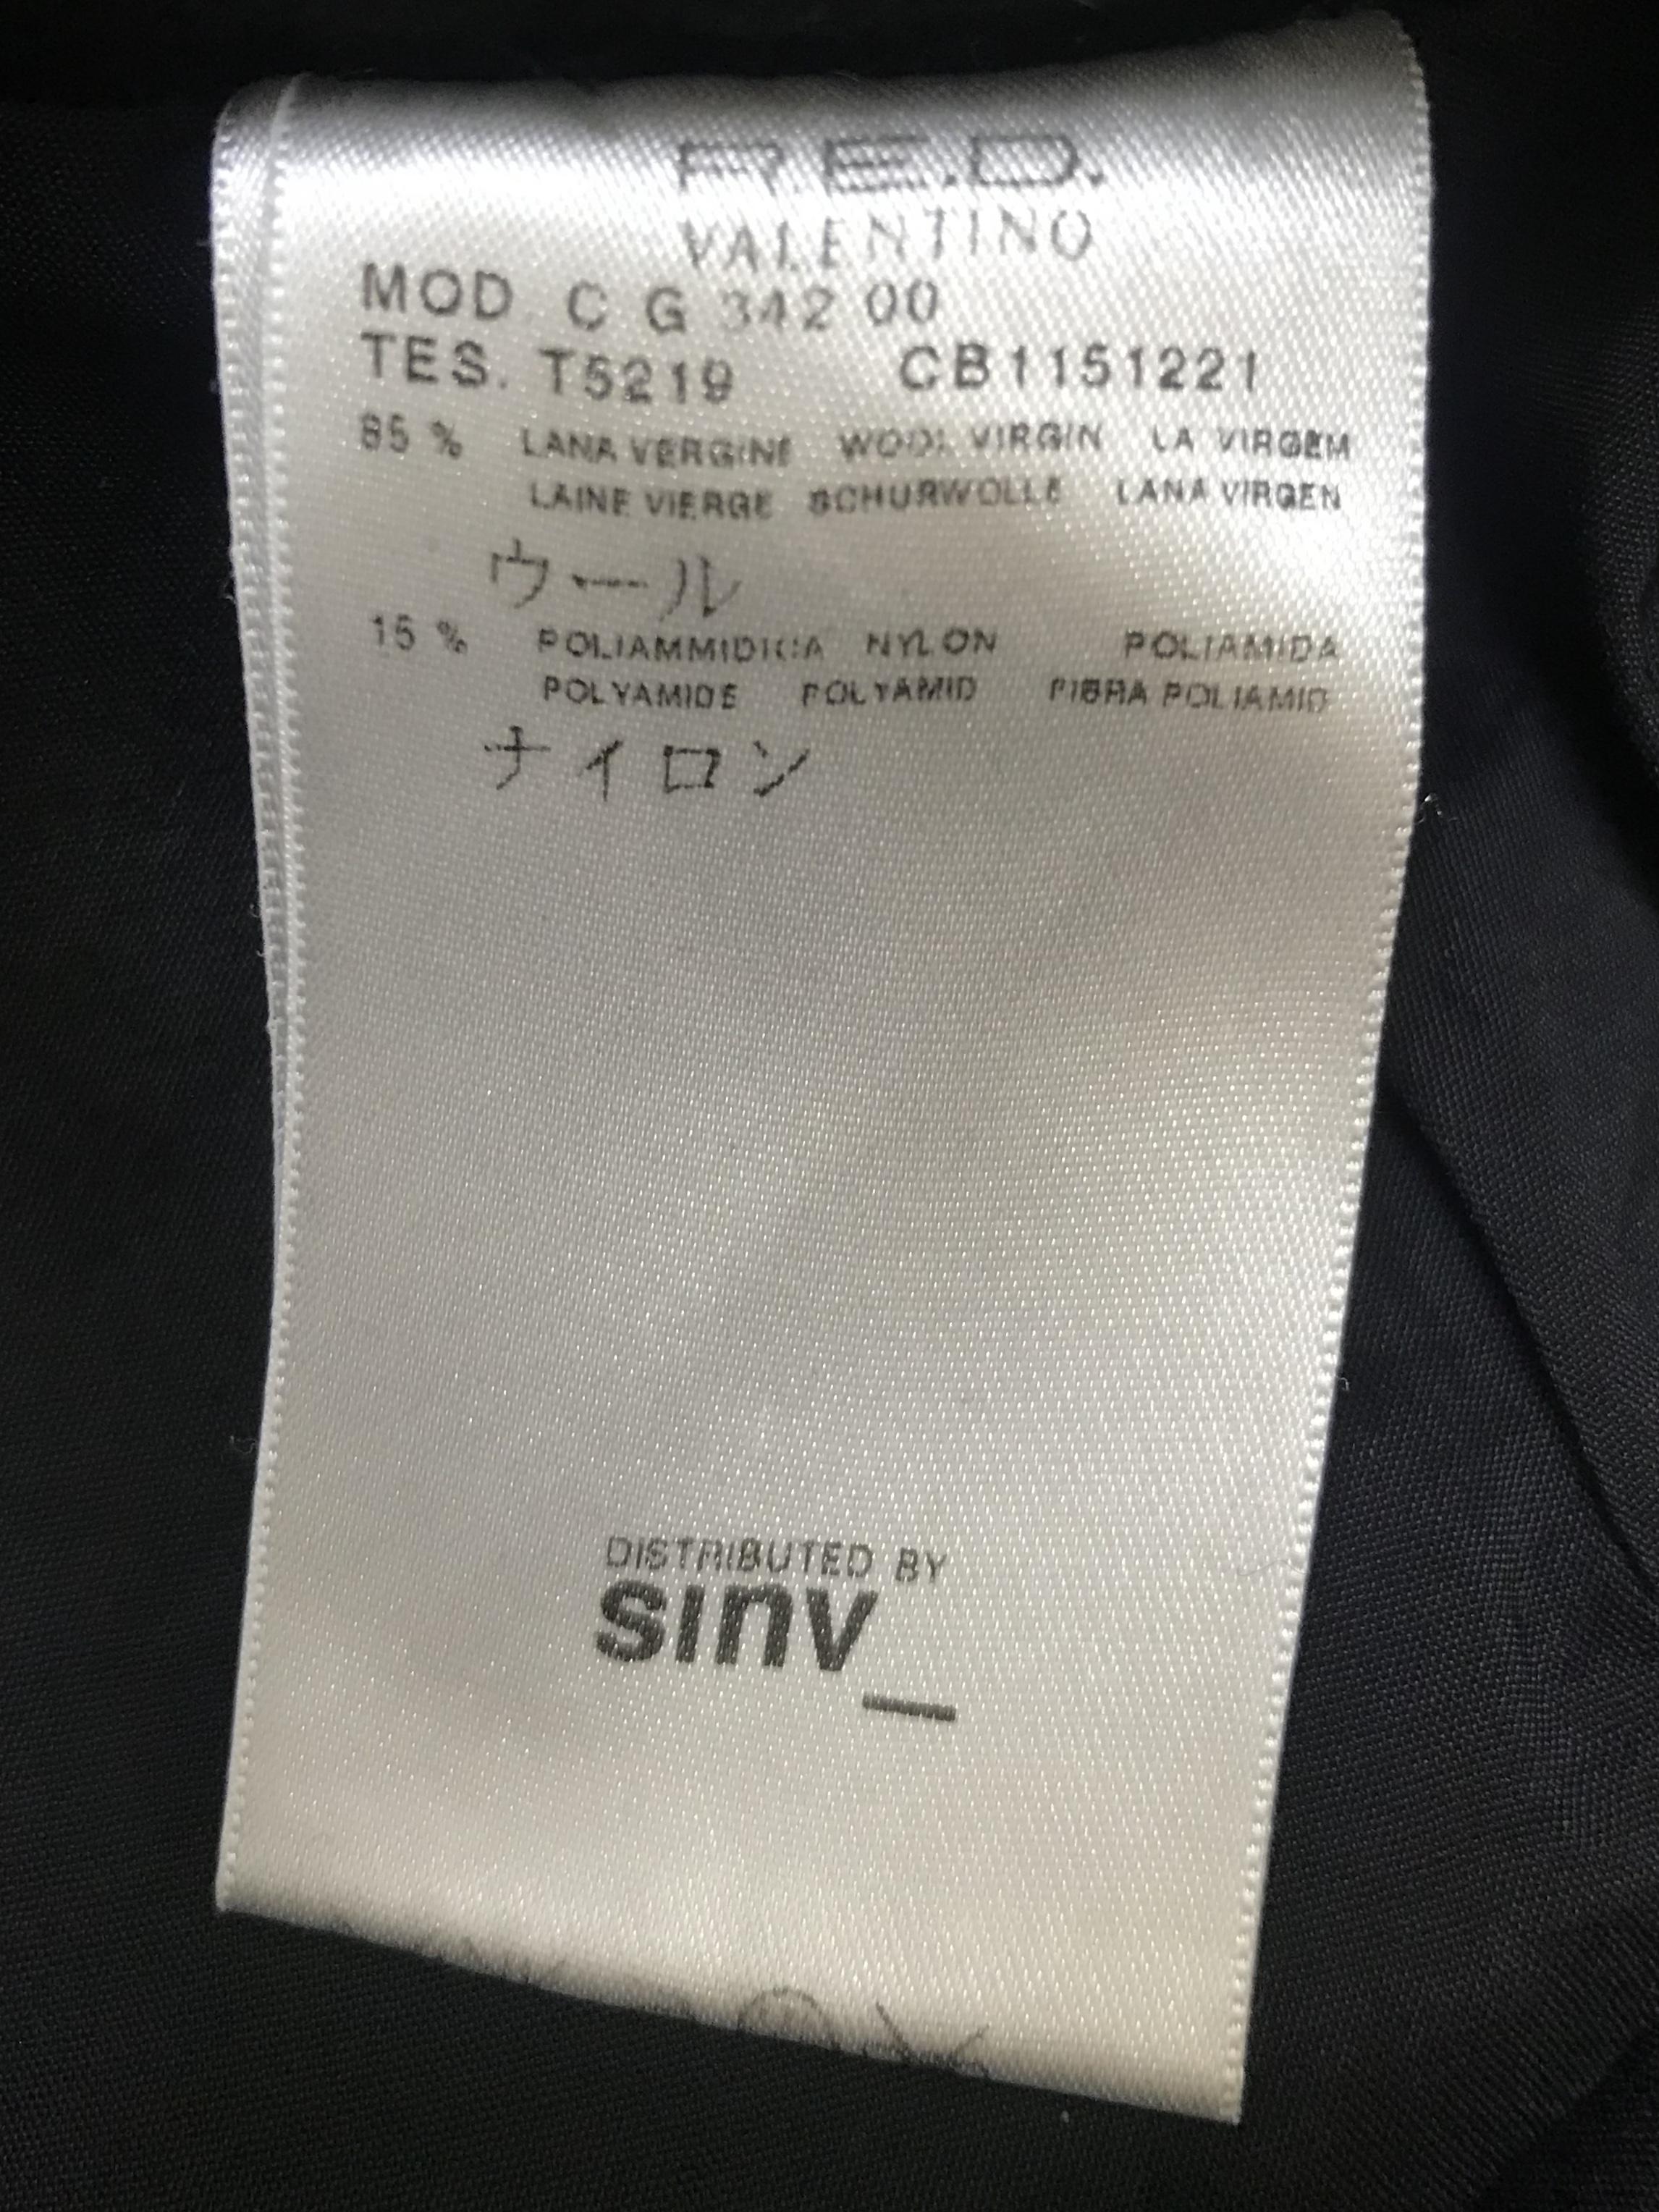 R.E.D.
VALENTINO
MOD C G 342 00
TES. T5219 CB1151221
85 % LANA VERGINE WOOL VIRGIN LA VIRGEM
LAINE VIERGE SCHURWOLLE LANA VIRGEN
ウール
15 % POLIAMMIDICA NYLON POLIAMIDA
POLYAMIDE POLYAMID FIBRA POLIAMID
ナイロン
DISTRIBUTED BY
sinv_